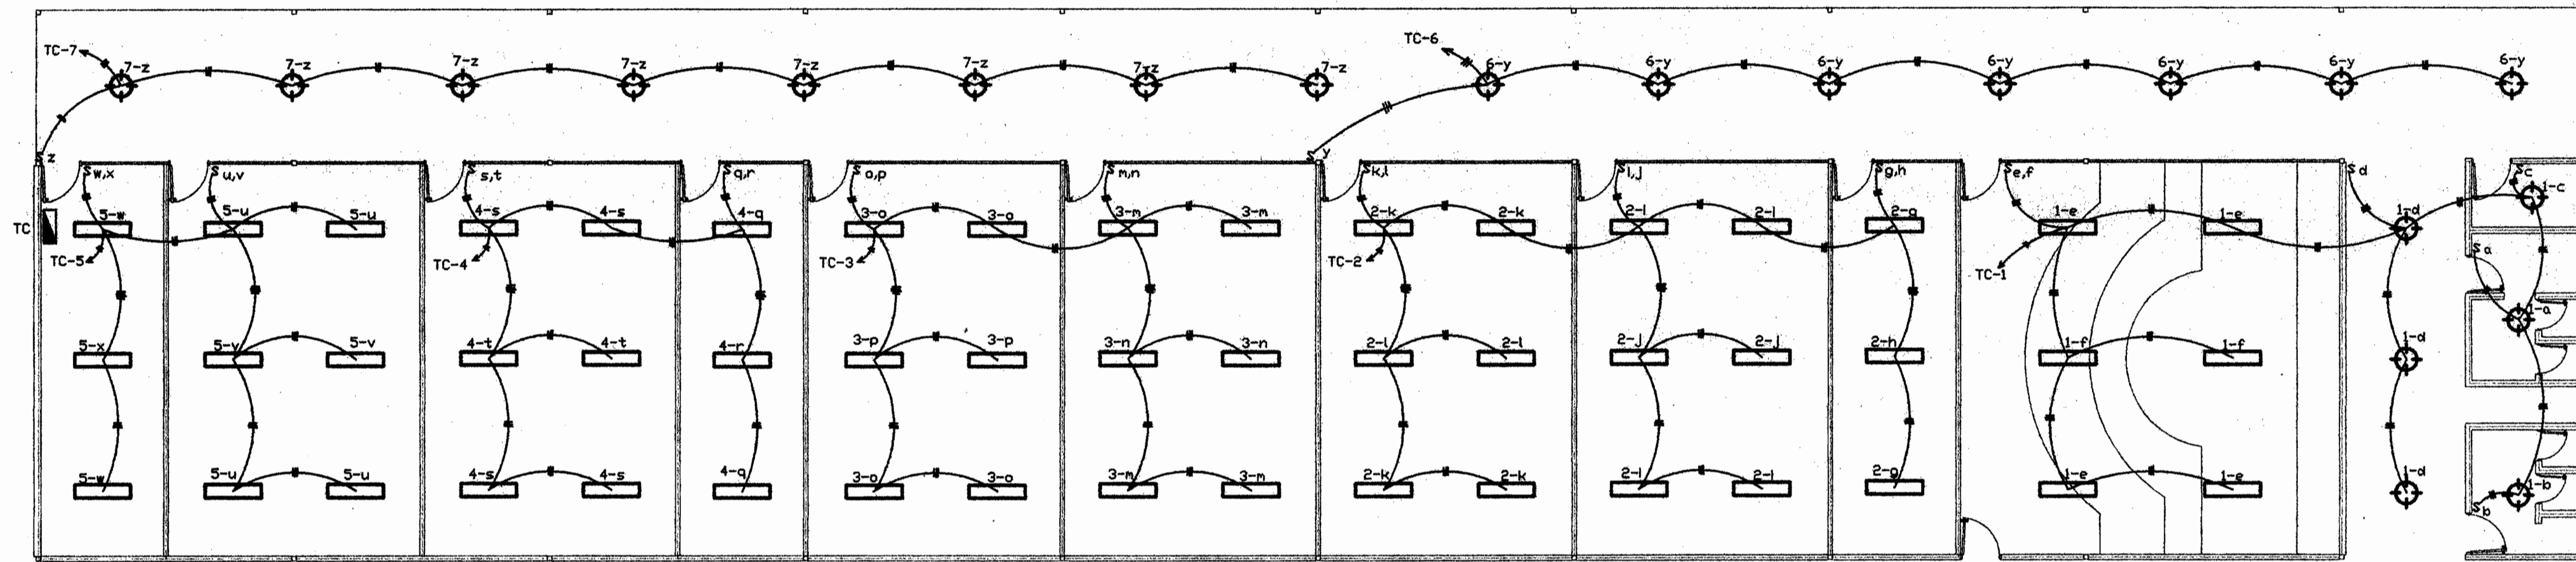 TC-7 TC-6
7-z 7-z 7-z 7-z 7-z 7-z 7-z 7-z 6-y 6-y 6-y 6-y 6-y 6-y 6-y
S z S y
S w,x S u,v S s,t S q,r S o,p S m,n S k,l S i,j S g,h S e,f S d S c
1-c
5-w 5-u 5-u 4-s 4-s 4-q 3-o 3-o 3-m 3-m 2-k 2-k 2-i 2-i 2-g 1-e 1-e 1-d
TC
S a
TC-5 TC-4 TC-3 TC-2 TC-1
1-a
5-x 5-v 5-v 4-t 4-t 4-r 3-p 3-p 3-n 3-n 2-l 2-l 2-j 2-j 2-h 1-f 1-f 1-d
5-w 5-u 5-u 4-s 4-s 4-q 3-o 3-o 3-m 3-m 2-k 2-k 2-i 2-i 2-g 1-e 1-e 1-d 1-b
S b